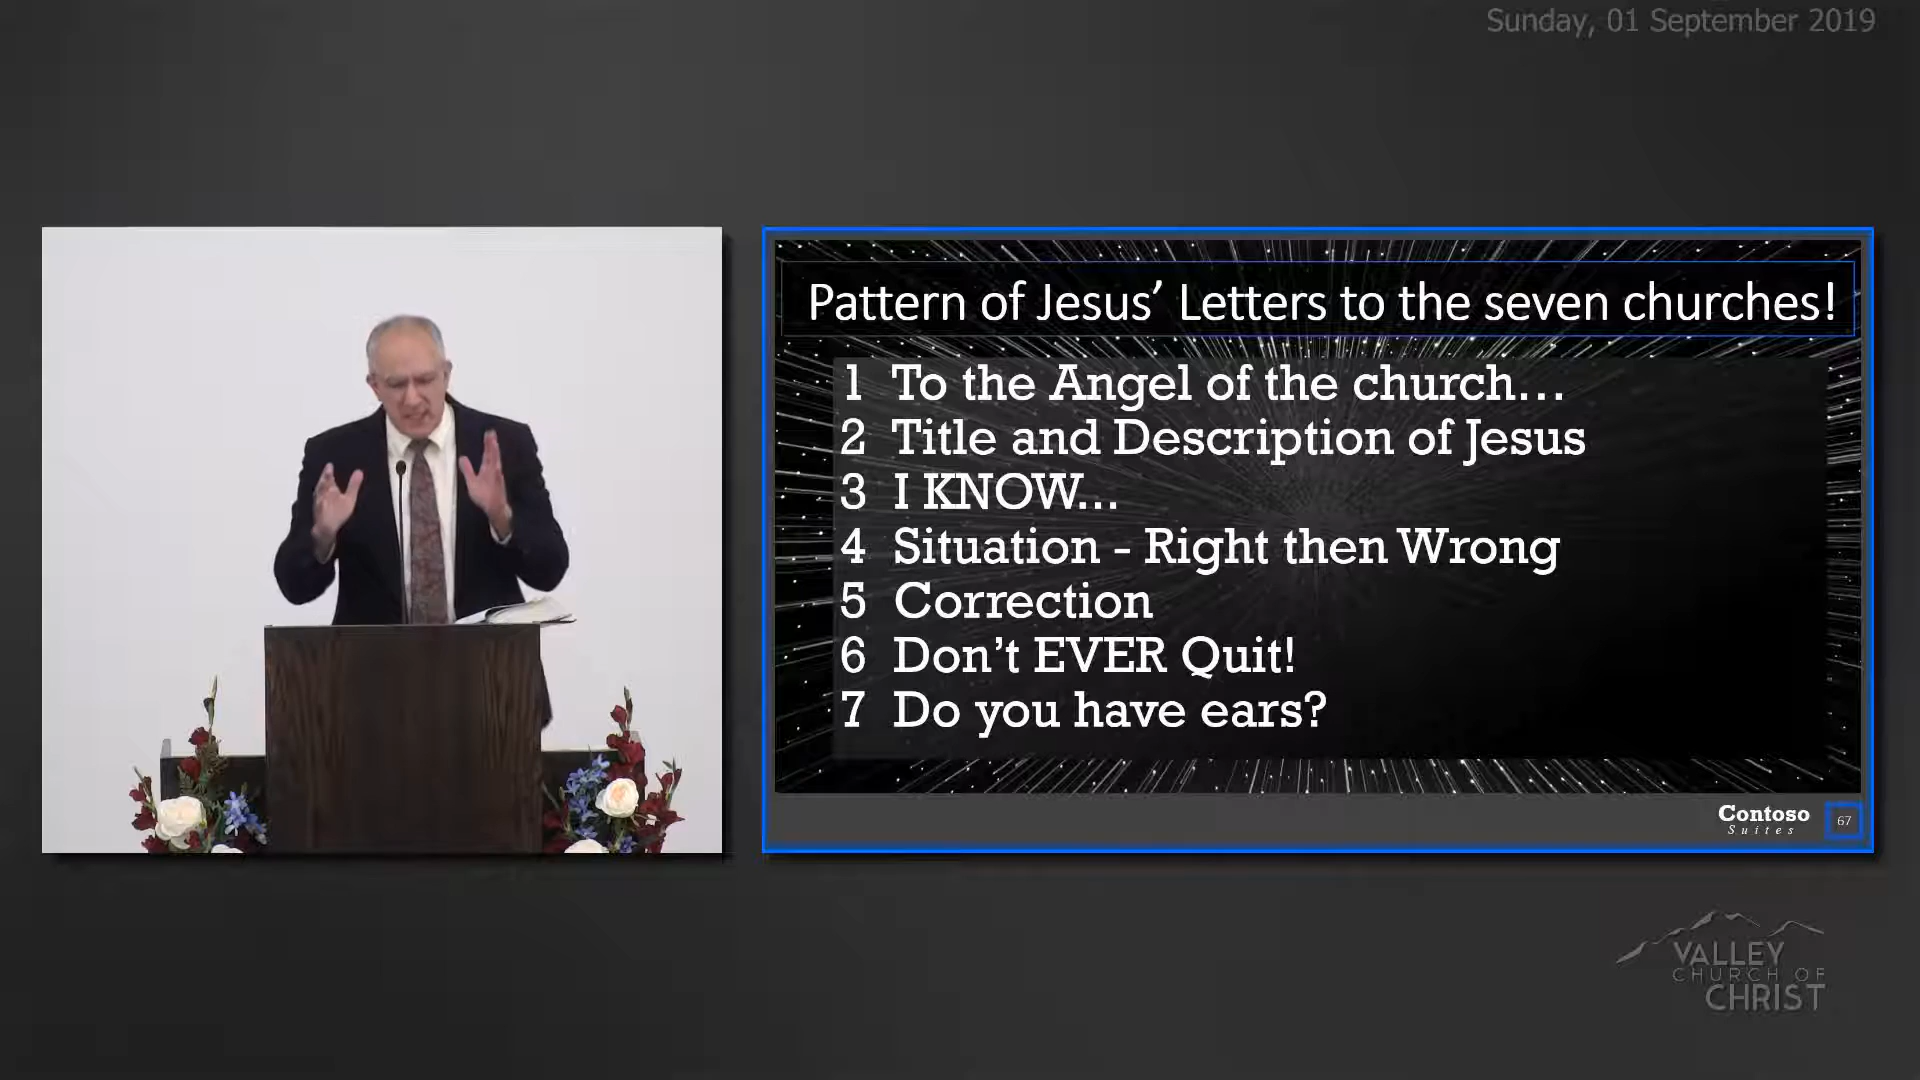 Sunday, 01 September 2019
Pattern of Jesus’ Letters to the seven churches!
1 To the Angel of the church...
2 Title and Description of Jesus
3 I KNOW...
4 Situation - Right then Wrong
5 Correction
6 Don’t EVER Quit!
7 Do you have ears?
Contoso
Suites
67
VALLEY
CHURCH OF
CHRIST